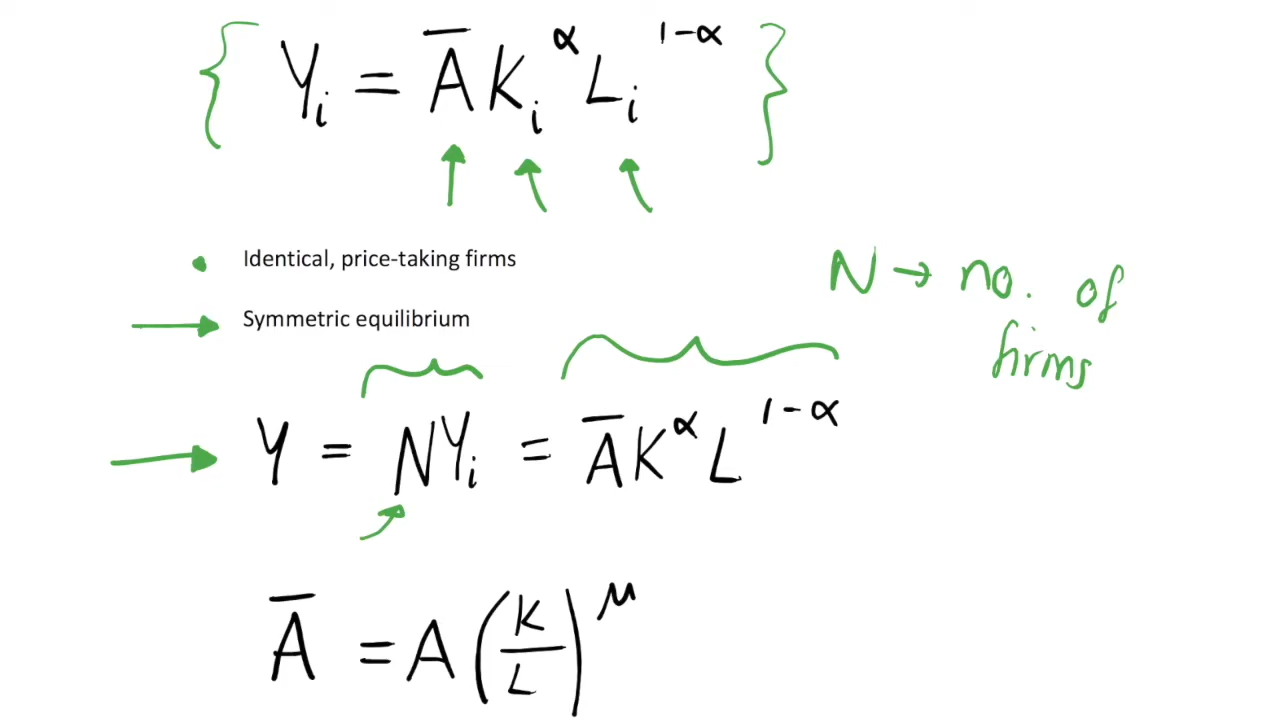 { Yᵢ = A̅ Kᵢ^α Lᵢ^(1-α) }
• Identical, price-taking firms
→ Symmetric equilibrium
N → no. of
firms
→ Y = NYᵢ = A̅ K^α L^(1-α)
A̅ = A (K/L)^μ